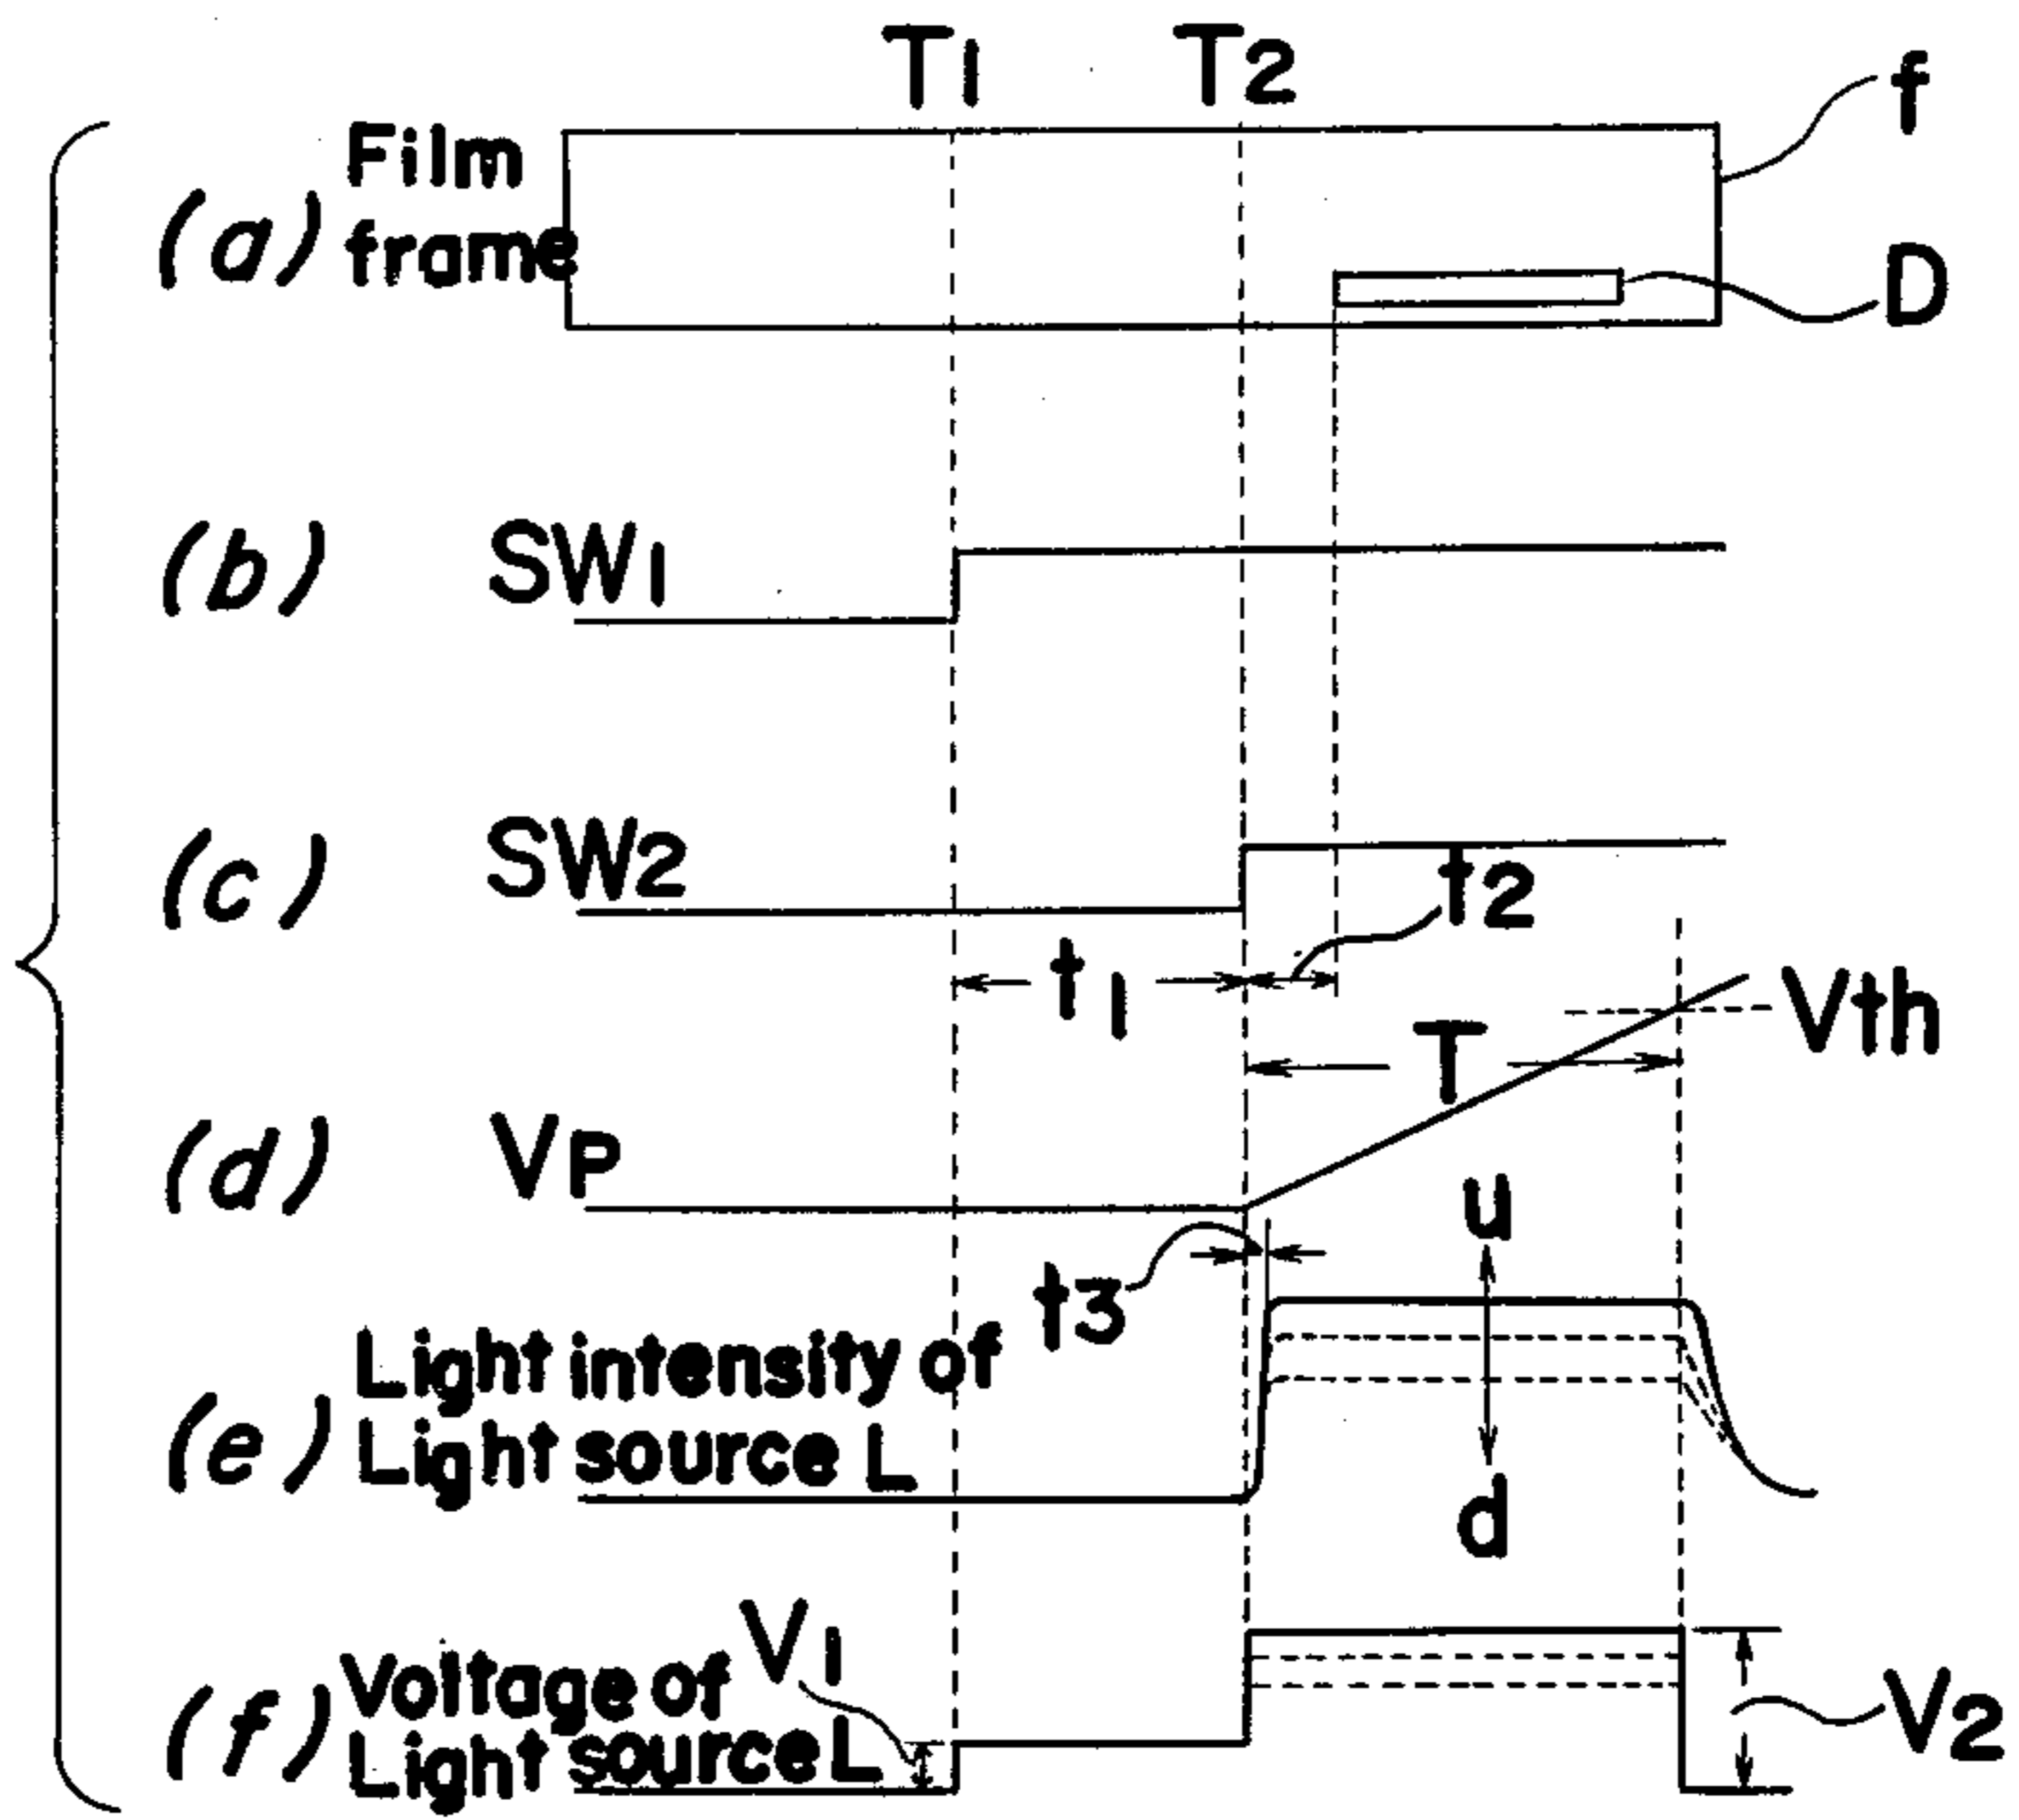 T1 T2
f
Film
(a) frame
D
(b) SW1
(c) SW2
t2
t1
Vth
T
(d) VP
u
t3
Light intensity of
(e) Light source L
d
V1
Voltage of
(f) Light source L
V2